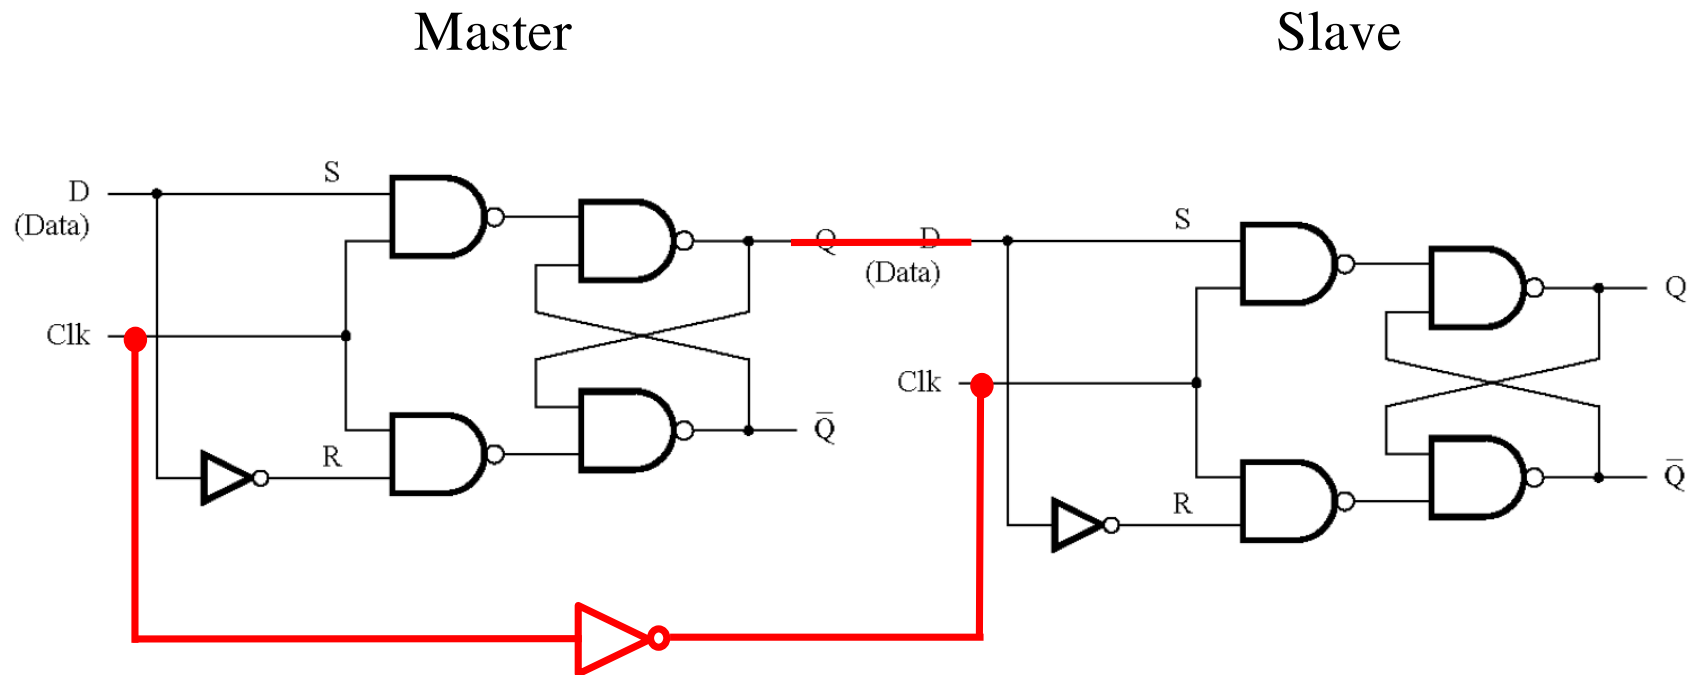 Master
Slave
S
D
(Data)
Clk
R
Q
Q̅
D
(Data)
S
Clk
R
Q
Q̅